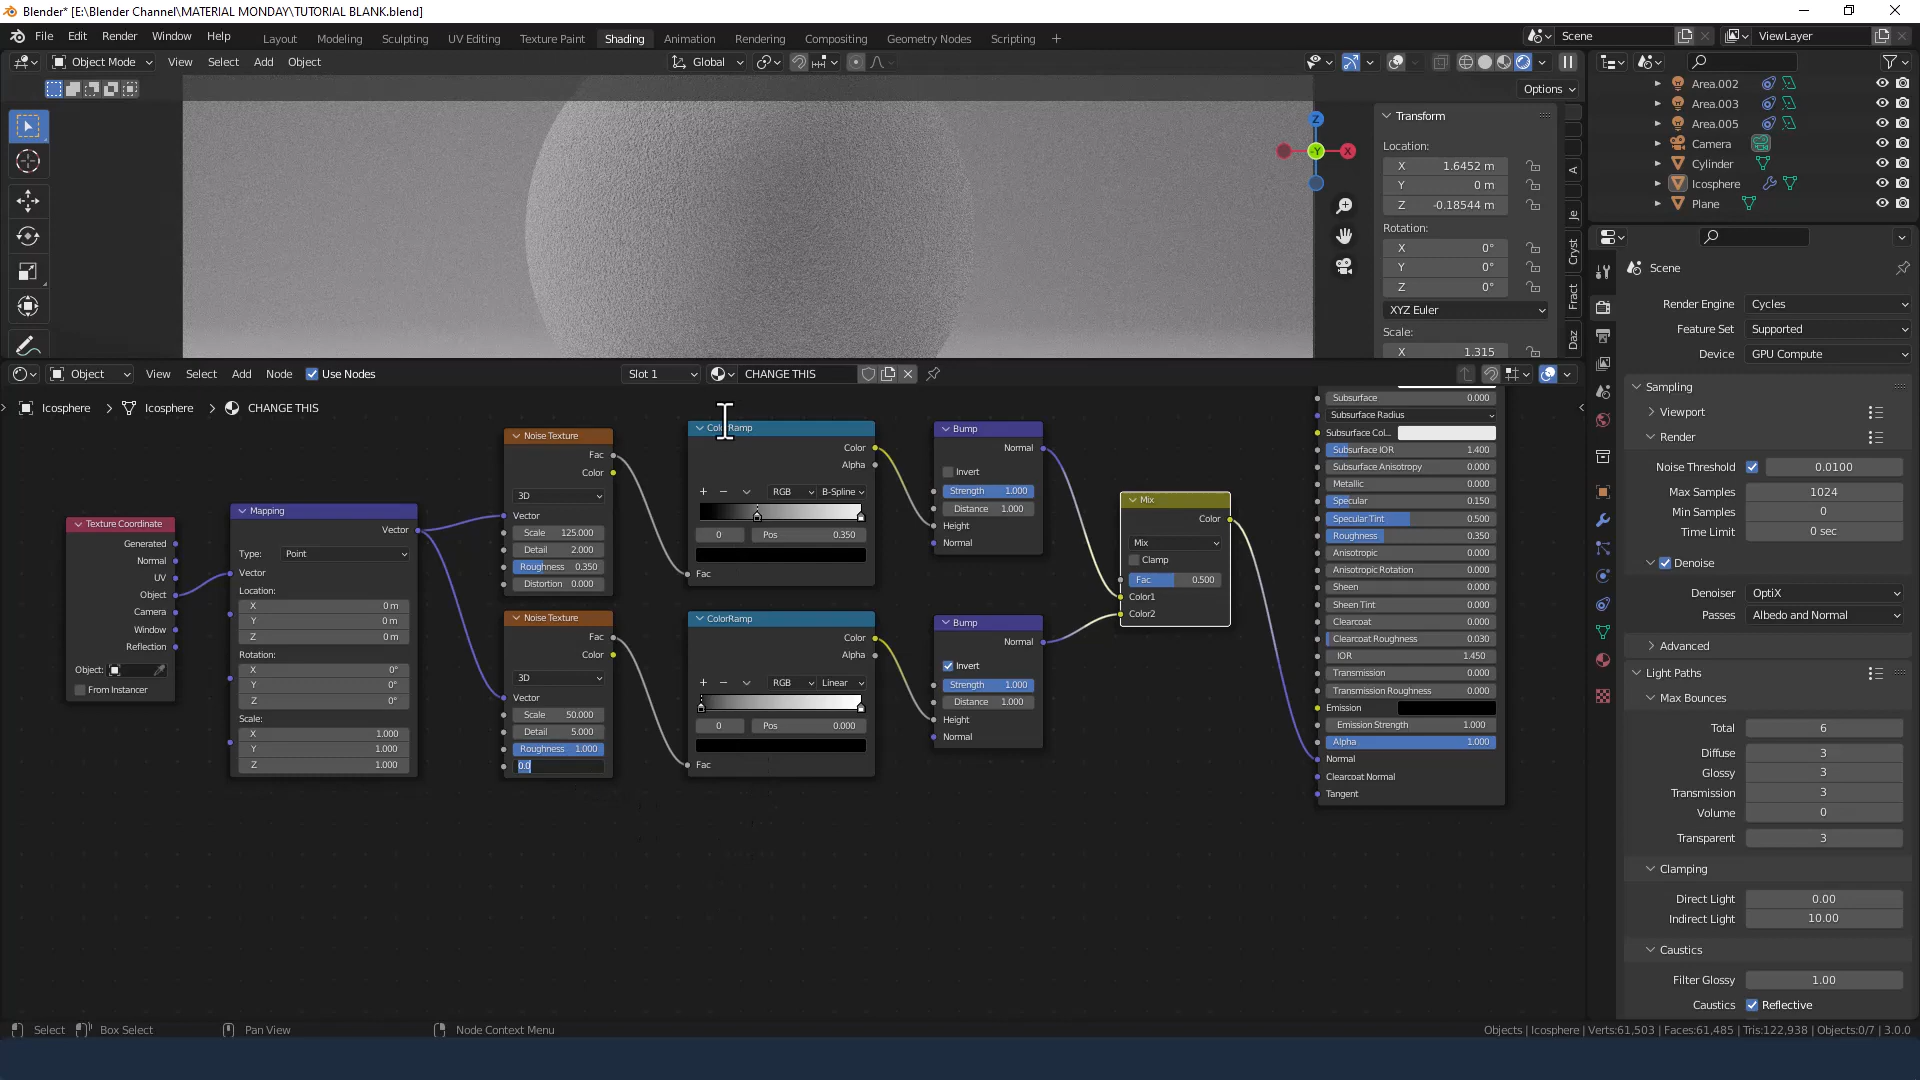 Blender* [E:\Blender Channel\MATERIAL MONDAY\TUTORIAL BLANK.blend]
File Edit Render Window Help
Layout Modeling Sculpting UV Editing Texture Paint Shading Animation Rendering Compositing Geometry Nodes Scripting +
Scene
ViewLayer
Object Mode View Select Add Object
Global
Options
Transform
Location:
X 1.6452 m
Y 0 m
Z -0.18544 m
Rotation:
X 0°
Y 0°
Z 0°
XYZ Euler
Scale:
X 1.315
Z
Y
X
A
Je
Cryst
Fract
Daz
Area.002
Area.003
Area.005
Camera
Cylinder
Icosphere
Plane
Scene
Render Engine Cycles
Feature Set Supported
Device GPU Compute
Sampling
Viewport
Render
Noise Threshold 0.0100
Max Samples 1024
Min Samples 0
Time Limit 0 sec
Denoise
Denoiser OptiX
Passes Albedo and Normal
Advanced
Light Paths
Max Bounces
Total 6
Diffuse 3
Glossy 3
Transmission 3
Volume 0
Transparent 3
Clamping
Direct Light 0.00
Indirect Light 10.00
Caustics
Filter Glossy 1.00
Caustics Reflective
Object View Select Add Node Use Nodes
Slot 1
CHANGE THIS
Icosphere > Icosphere > CHANGE THIS
Texture Coordinate
Generated
Normal
UV
Object
Camera
Window
Reflection
Object:
From Instancer
Mapping
Vector
Type: Point
Vector
Location:
X 0 m
Y 0 m
Z 0 m
Rotation:
X 0°
Y 0°
Z 0°
Scale:
X 1.000
Y 1.000
Z 1.000
Noise Texture
Fac
Color
3D
Vector
Scale 125.000
Detail 2.000
Roughness 0.350
Distortion 0.000
Noise Texture
Fac
Color
3D
Vector
Scale 50.000
Detail 5.000
Roughness 1.000
0.0
ColorRamp
Color
Alpha
RGB B-Spline
0 Pos 0.350
Fac
ColorRamp
Color
Alpha
RGB Linear
0 Pos 0.000
Fac
Bump
Normal
Invert
Strength 1.000
Distance 1.000
Height
Normal
Bump
Normal
Invert
Strength 1.000
Distance 1.000
Height
Normal
Mix
Color
Mix
Clamp
Fac 0.500
Color1
Color2
Subsurface 0.000
Subsurface Radius
Subsurface Col...
Subsurface IOR 1.400
Subsurface Anisotropy 0.000
Metallic 0.000
Specular 0.150
Specular Tint 0.500
Roughness 0.350
Anisotropic 0.000
Anisotropic Rotation 0.000
Sheen 0.000
Sheen Tint 0.000
Clearcoat 0.000
Clearcoat Roughness 0.030
IOR 1.450
Transmission 0.000
Transmission Roughness 0.000
Emission
Emission Strength 1.000
Alpha 1.000
Normal
Clearcoat Normal
Tangent
Select Box Select Pan View Node Context Menu
Objects | Icosphere | Verts:61,503 | Faces:61,485 | Tris:122,938 | Objects:0/7 | 3.0.0